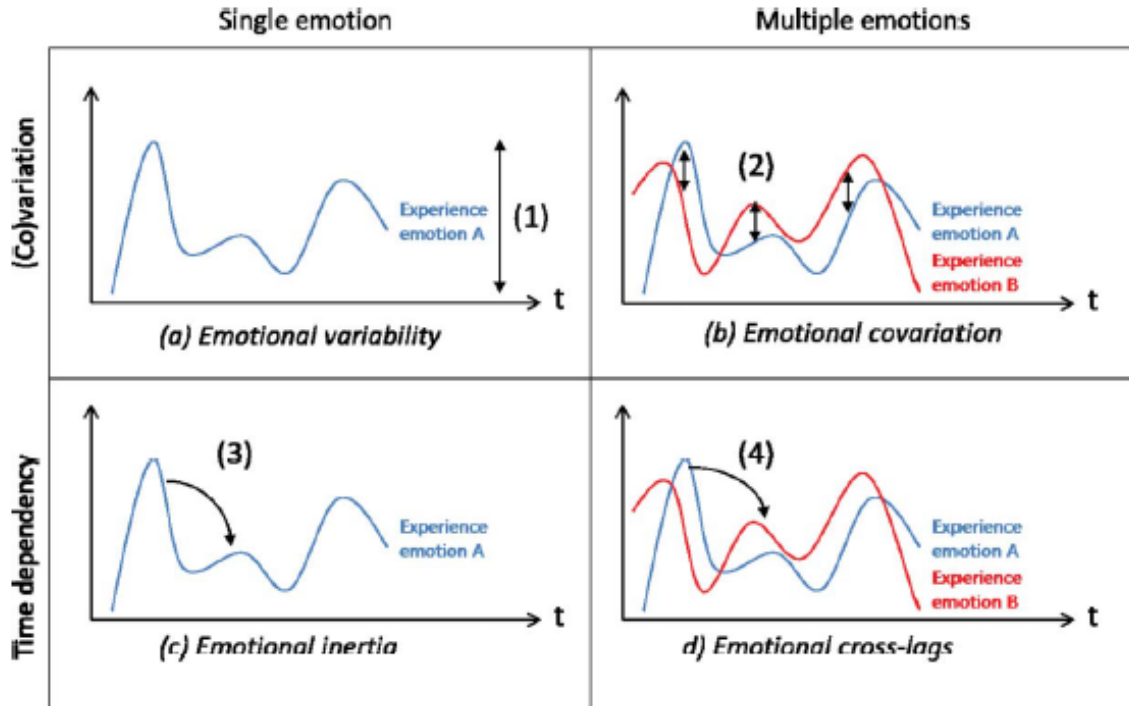 Single emotion
Multiple emotions
(Co)variation
(1)
Experience
emotion A
t
(a) Emotional variability
(2)
Experience
emotion A
Experience
emotion B
t
(b) Emotional covariation
Time dependency
(3)
Experience
emotion A
t
(c) Emotional inertia
(4)
Experience
emotion A
Experience
emotion B
t
d) Emotional cross-lags